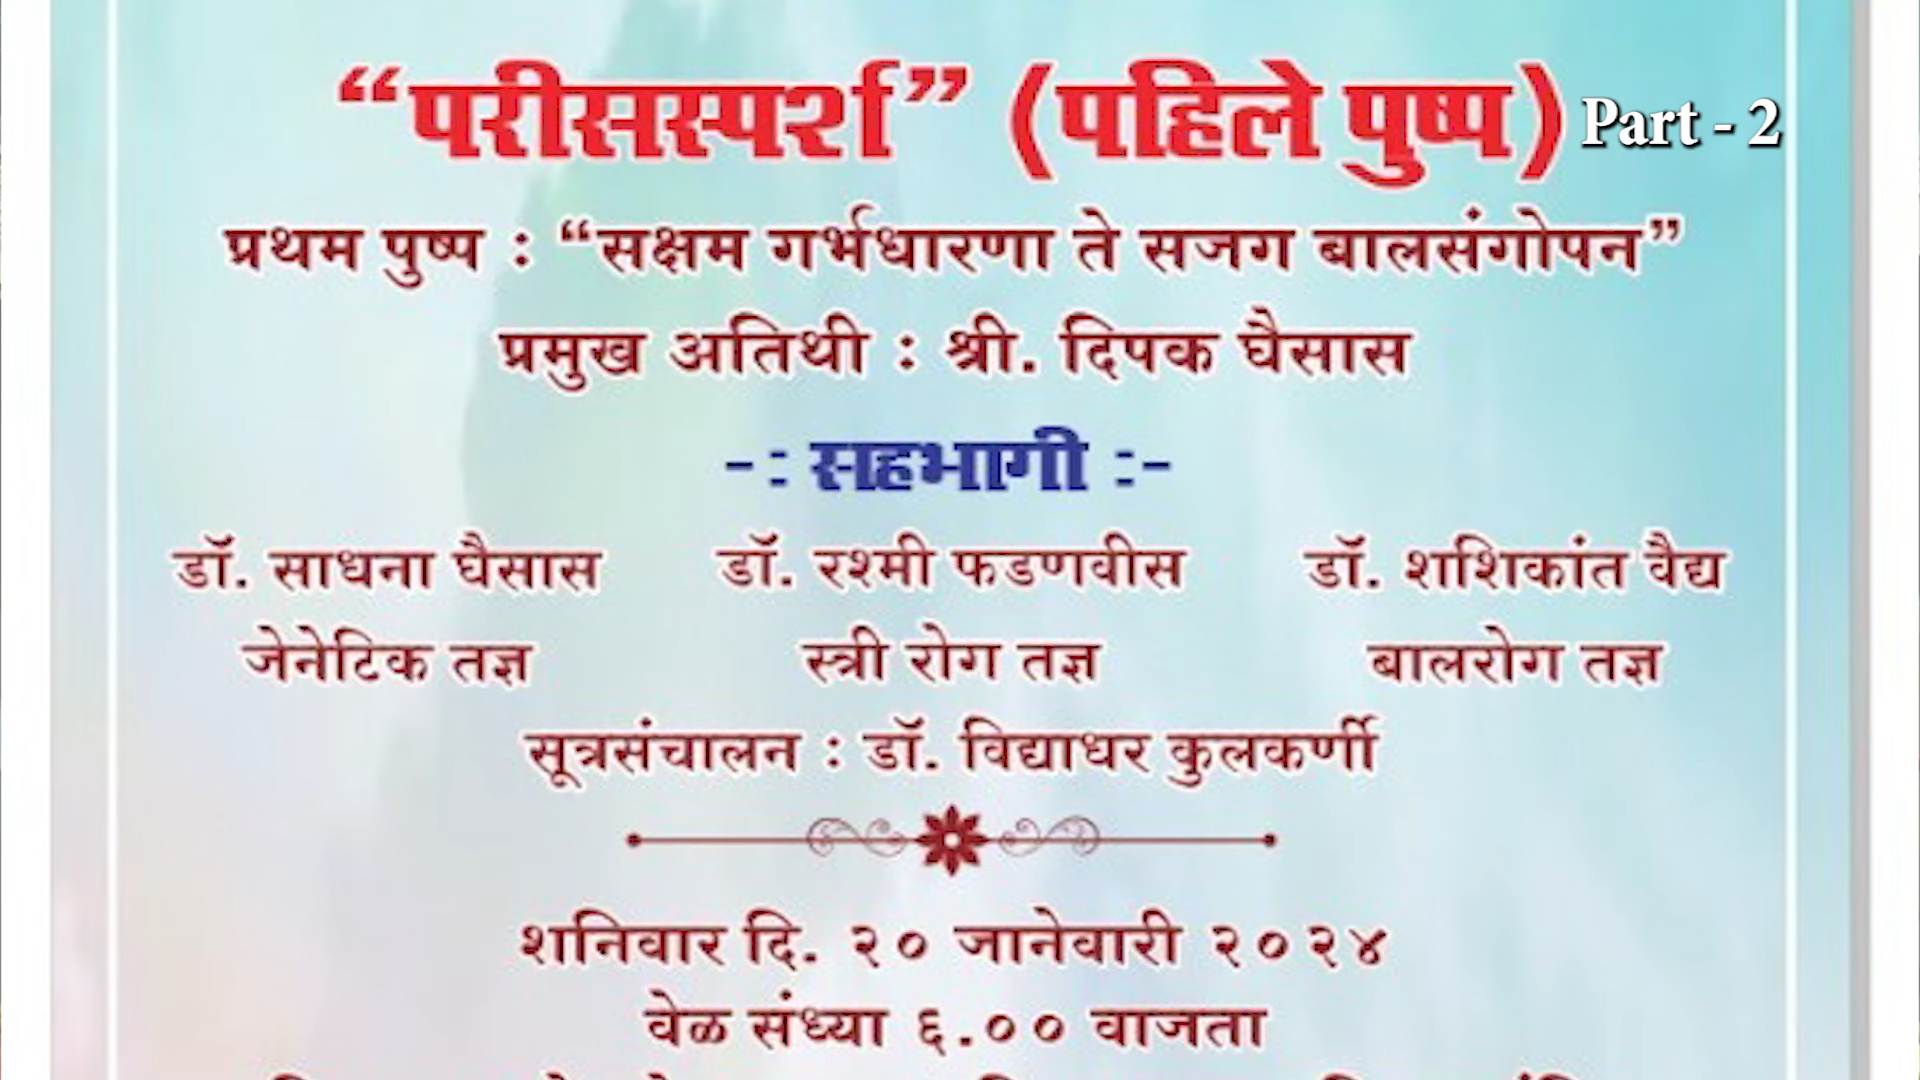 “परीसस्पर्श” (पहिले पुष्प) Part - 2
प्रथम पुष्प : “सक्षम गर्भधारणा ते सजग बालसंगोपन”
प्रमुख अतिथी : श्री. दिपक घैसास
-: सहभागी :-
डॉ. साधना घैसास डॉ. रश्मी फडणवीस डॉ. शशिकांत वैद्य
जेनेटिक तज्ञ स्त्री रोग तज्ञ बालरोग तज्ञ
सूत्रसंचालन : डॉ. विद्याधर कुलकर्णी
शनिवार दि. २० जानेवारी २०२४
वेळ संध्या ६.०० वाजता